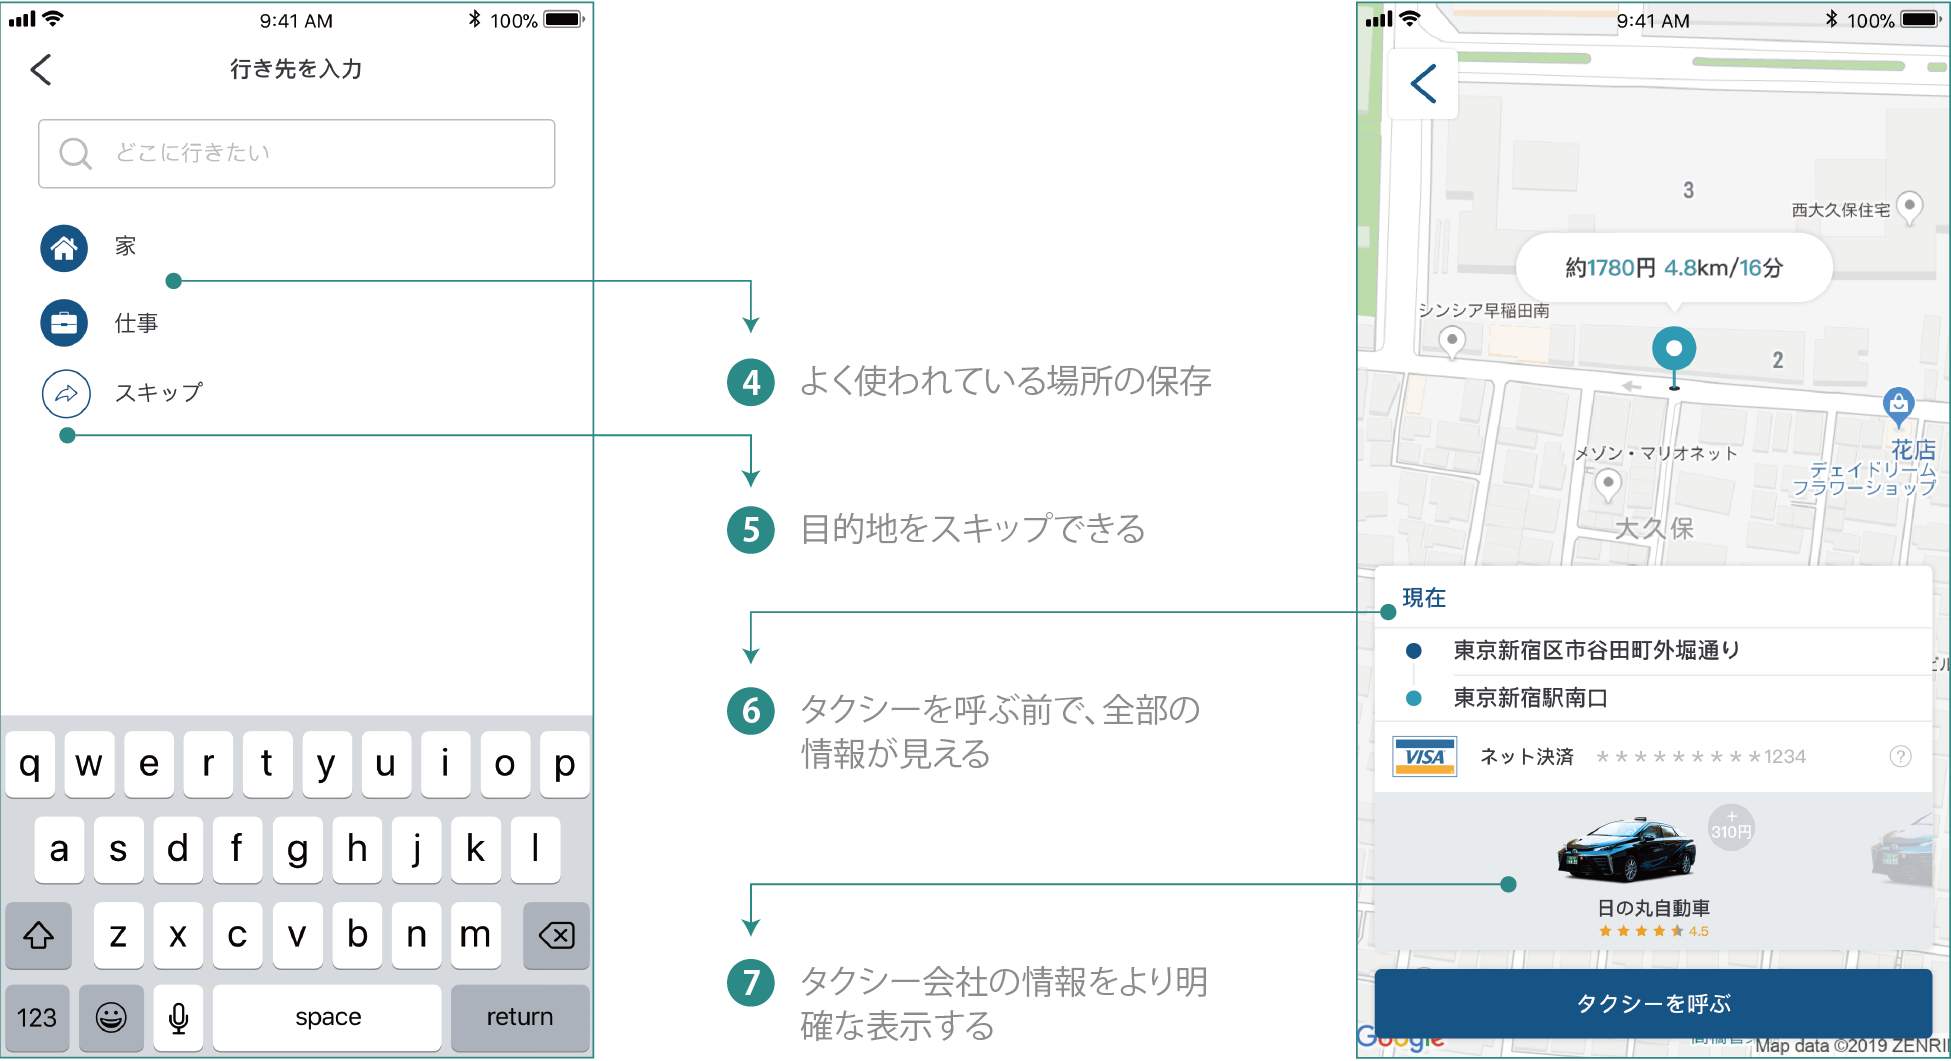 9:41 AM
100%
行き先を入力
どこに行きたい
家
仕事
スキップ
q w e r t y u i o p
a s d f g h j k l
z x c v b n m
123
space
return
4
よく使われている場所の保存
5
目的地をスキップできる
6
タクシーを呼ぶ前で、全部の
情報が見える
7
タクシー会社の情報をより明
確な表示する
9:41 AM
100%
3
西大久保住宅
約1780円 4.8km/16分
シンシア早稲田南
2
メゾン・マリオネット
花店
デェイドリーム
フラワーショップ
大久保
現在
東京新宿区市谷田町外堀通り
東京新宿駅南口
VISA
ネット決済
*********1234
?
+
310円
日の丸自動車
4.5
タクシーを呼ぶ
Google
Map data ©2019 ZENRI